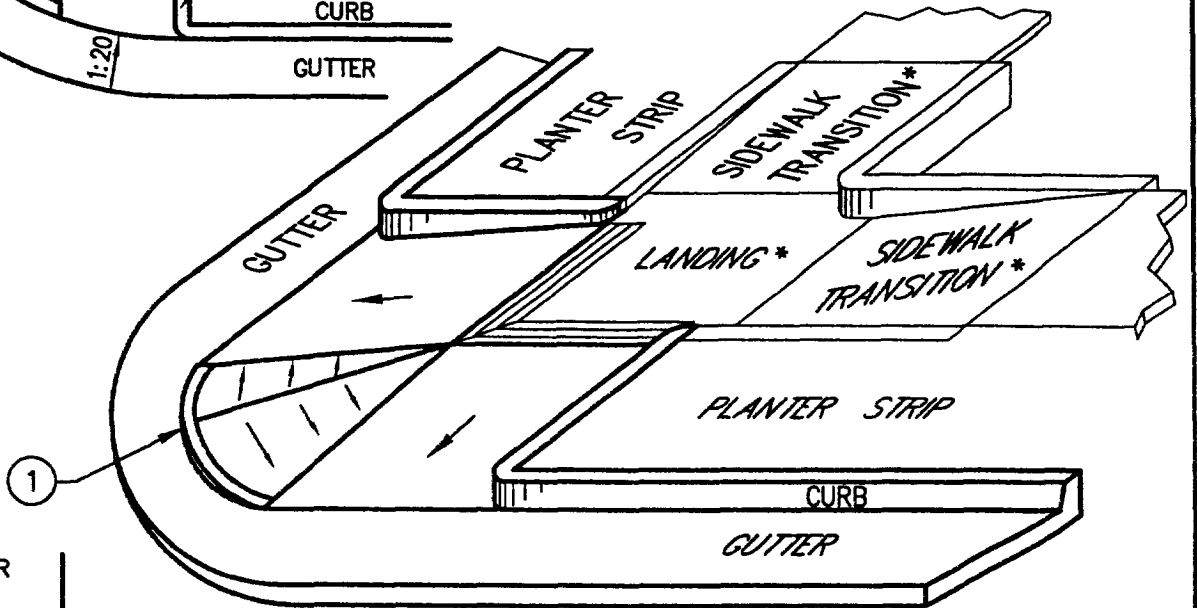 CURB
1:20
GUTTER
PLANTER
STRIP
SIDEWALK
TRANSITION*
GUTTER
LANDING *
SIDEWALK
TRANSITION *
PLANTER STRIP
1
CURB
GUTTER
R